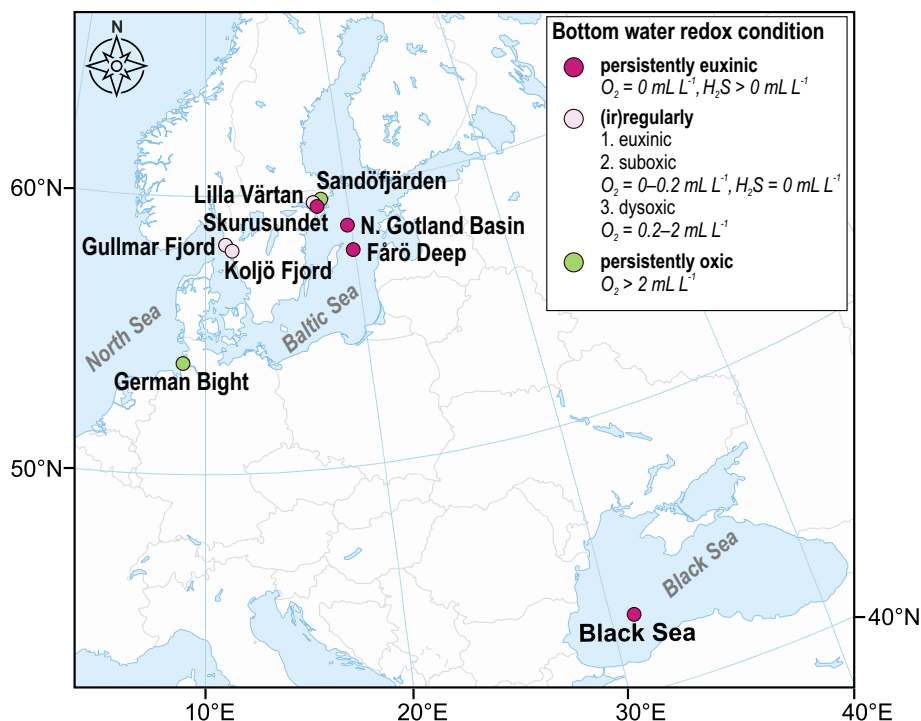 N
Bottom water redox condition
persistently euxinic
O₂ = 0 mL L⁻¹, H₂S > 0 mL L⁻¹
(ir)regularly
1. euxinic
2. suboxic
O₂ = 0–0.2 mL L⁻¹, H₂S = 0 mL L⁻¹
3. dysoxic
O₂ = 0.2–2 mL L⁻¹
persistently oxic
O₂ > 2 mL L⁻¹
60°N
Sandöfjärden
Lilla Värtan
Skurusundet
N. Gotland Basin
Gullmar Fjord
Fårö Deep
Koljö Fjord
North Sea
Baltic Sea
German Bight
50°N
Black Sea
Black Sea
40°N
10°E
20°E
30°E
40°E